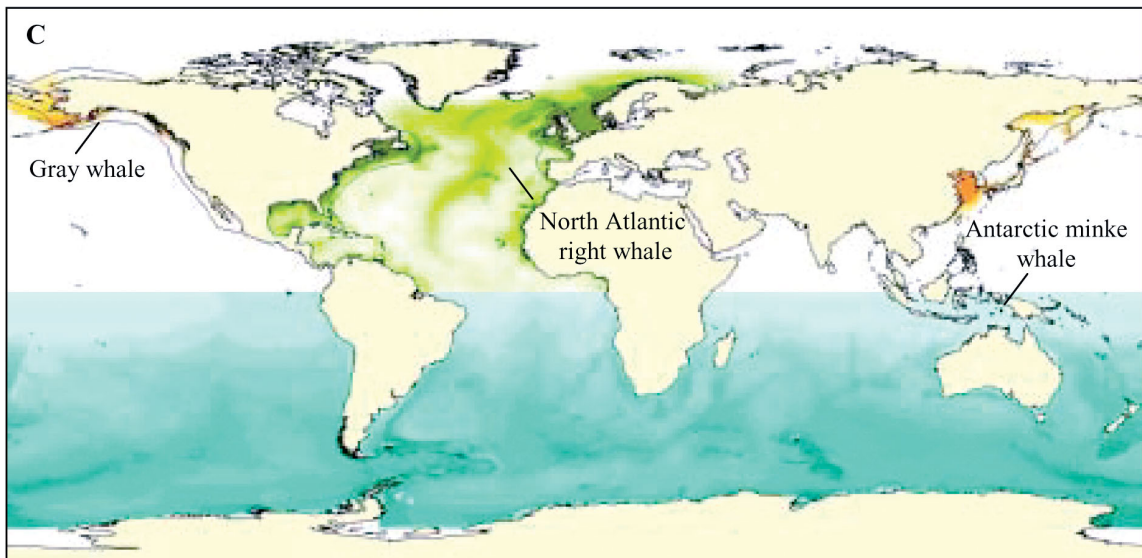 C
Gray whale
North Atlantic
right whale
Antarctic minke
whale